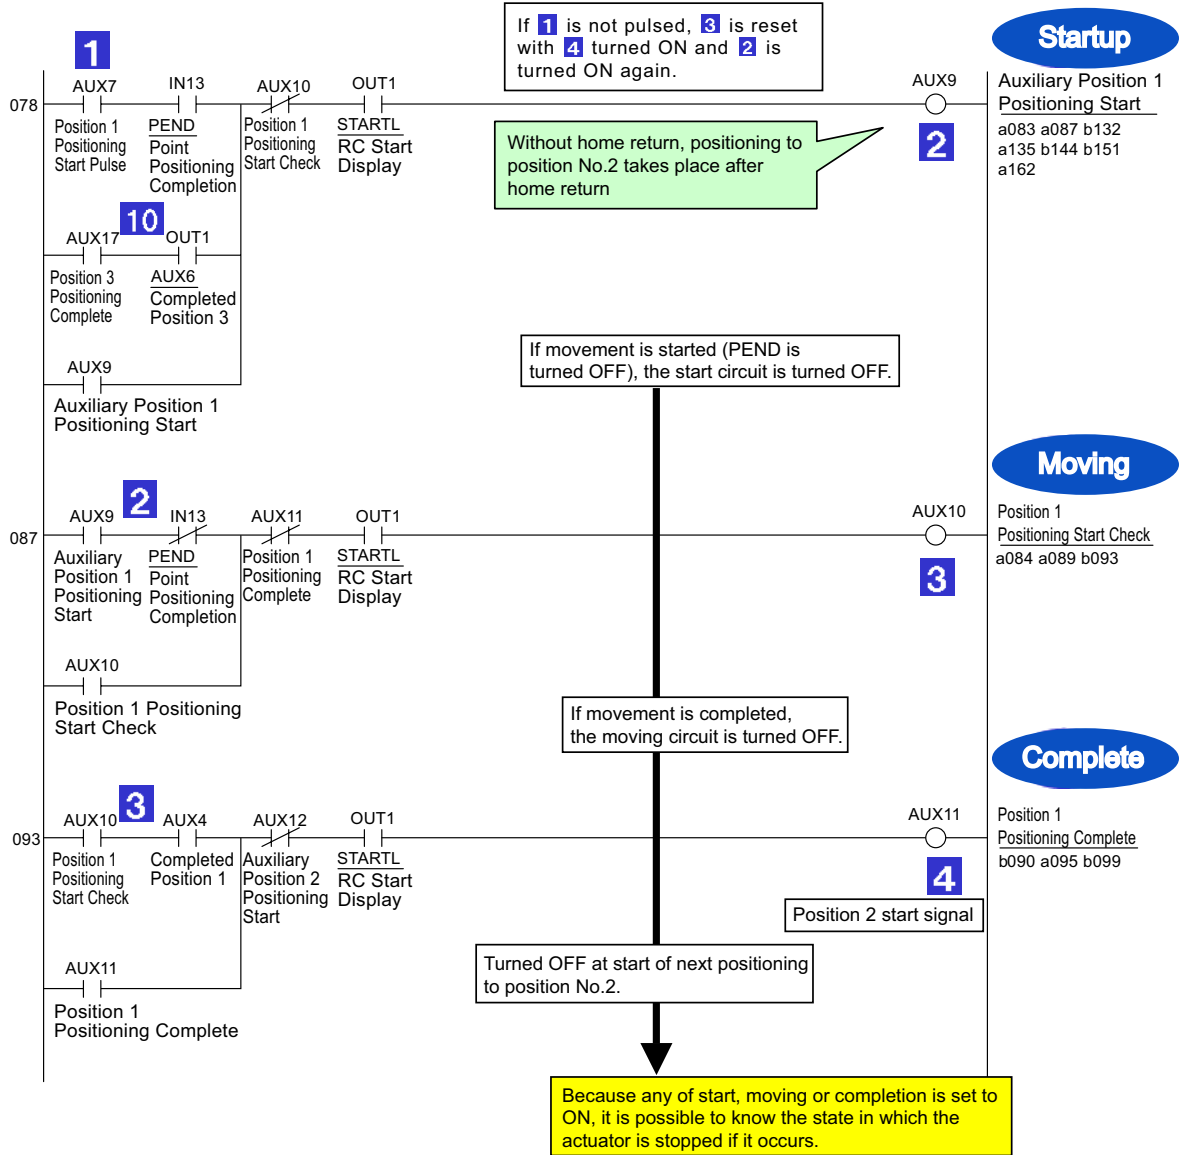 If 1 is not pulsed, 3 is reset
with 4 turned ON and 2 is
turned ON again.
Startup
1
AUX7
IN13
AUX10
OUT1
AUX9
Auxiliary Position 1
Positioning Start
a083 a087 b132
a135 b144 b151
a162
078
Position 1
Positioning
Start Pulse
PEND
Point
Positioning
Completion
Position 1
Positioning
Start Check
STARTL
RC Start
Display
2
Without home return, positioning to
position No.2 takes place after
home return
10
AUX17
OUT1
Position 3
Positioning
Complete
AUX6
Completed
Position 3
AUX9
Auxiliary Position 1
Positioning Start
If movement is started (PEND is
turned OFF), the start circuit is turned OFF.
Moving
2
AUX9
IN13
AUX11
OUT1
AUX10
Position 1
Positioning Start Check
a084 a089 b093
087
Auxiliary
Position 1
Positioning
Start
PEND
Point
Positioning
Completion
Position 1
Positioning
Complete
STARTL
RC Start
Display
3
AUX10
Position 1 Positioning
Start Check
If movement is completed,
the moving circuit is turned OFF.
Complete
3
AUX10
AUX4
AUX12
OUT1
AUX11
Position 1
Positioning Complete
b090 a095 b099
093
Position 1
Positioning
Start Check
Completed
Position 1
Auxiliary
Position 2
Positioning
Start
STARTL
RC Start
Display
4
Position 2 start signal
AUX11
Position 1
Positioning Complete
Turned OFF at start of next positioning
to position No.2.
Because any of start, moving or completion is set to
ON, it is possible to know the state in which the
actuator is stopped if it occurs.